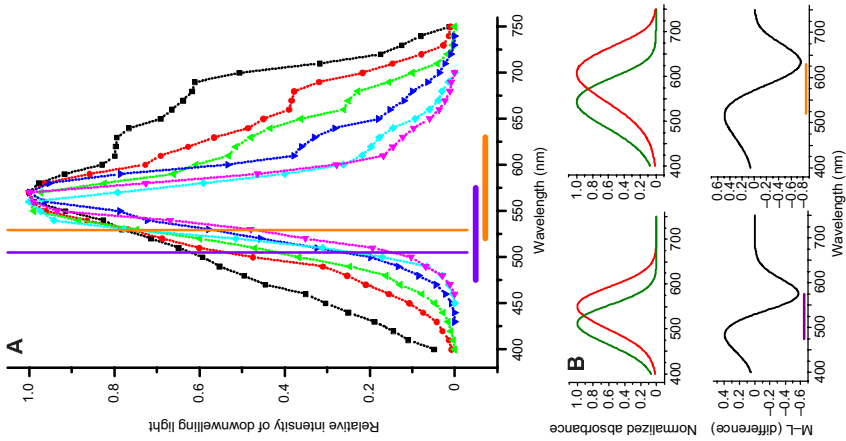 A
Relative intensity of downwelling light
1.0
0.8
0.6
0.4
0.2
0
400 450 500 550 600 650 700 750
Wavelength (nm)
B
Normalized absorbance
1.0
0.8
0.6
0.4
0.2
0
400 500 600 700
1.0
0.8
0.6
0.4
0.2
0
400 500 600 700
M–L (difference)
0.4
0.2
0
−0.2
−0.4
−0.6
400 500 600 700
0.6
0.4
0.2
0
−0.2
−0.4
−0.6
−0.8
400 500 600 700
Wavelength (nm)